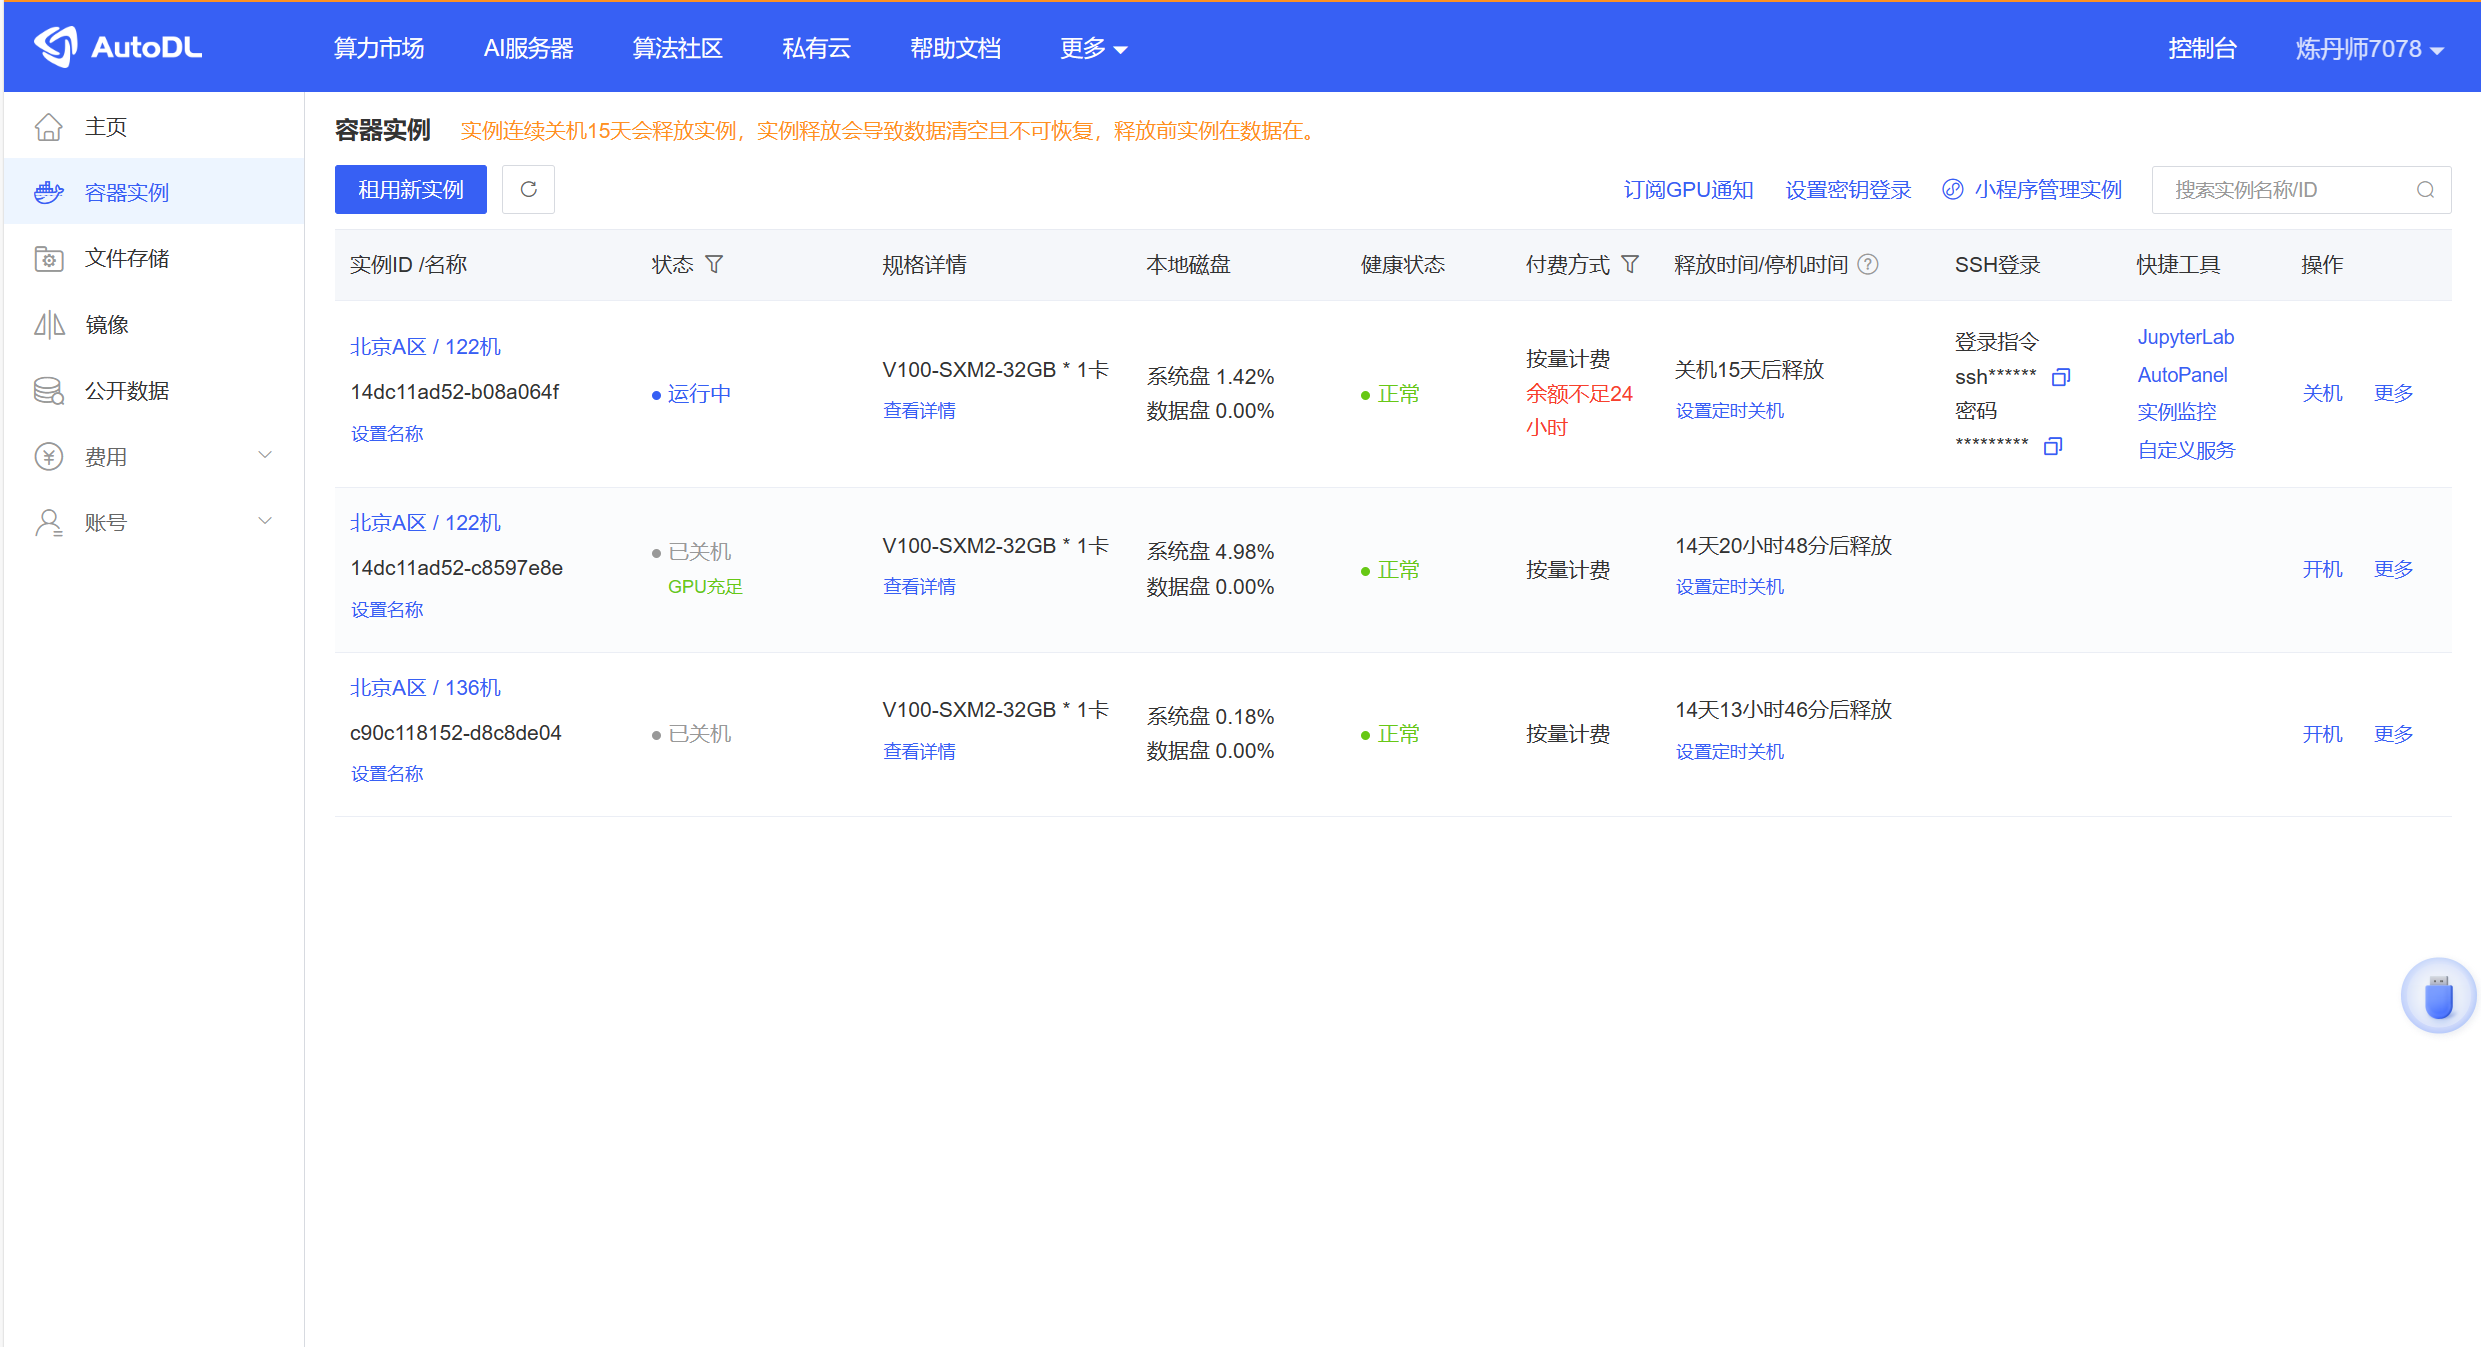 AutoDL 算力市场 AI服务器 算法社区 私有云 帮助文档 更多 控制台 炼丹师7078
主页
容器实例
文件存储
镜像
公开数据
费用
账号
容器实例 实例连续关机15天会释放实例，实例释放会导致数据清空且不可恢复，释放前实例在数据在。
租用新实例 订阅GPU通知 设置密钥登录 小程序管理实例 搜索实例名称/ID
实例ID /名称 状态 规格详情 本地磁盘 健康状态 付费方式 释放时间/停机时间 SSH登录 快捷工具 操作
北京A区 / 122机
14dc11ad52-b08a064f
设置名称
运行中
V100-SXM2-32GB * 1卡
查看详情
系统盘 1.42%
数据盘 0.00%
正常
按量计费
余额不足24
小时
关机15天后释放
设置定时关机
登录指令
ssh******
密码
*********
JupyterLab
AutoPanel
实例监控
自定义服务
关机 更多
北京A区 / 122机
14dc11ad52-c8597e8e
设置名称
已关机
GPU充足
V100-SXM2-32GB * 1卡
查看详情
系统盘 4.98%
数据盘 0.00%
正常
按量计费
14天20小时48分后释放
设置定时关机
开机 更多
北京A区 / 136机
c90c118152-d8c8de04
设置名称
已关机
V100-SXM2-32GB * 1卡
查看详情
系统盘 0.18%
数据盘 0.00%
正常
按量计费
14天13小时46分后释放
设置定时关机
开机 更多